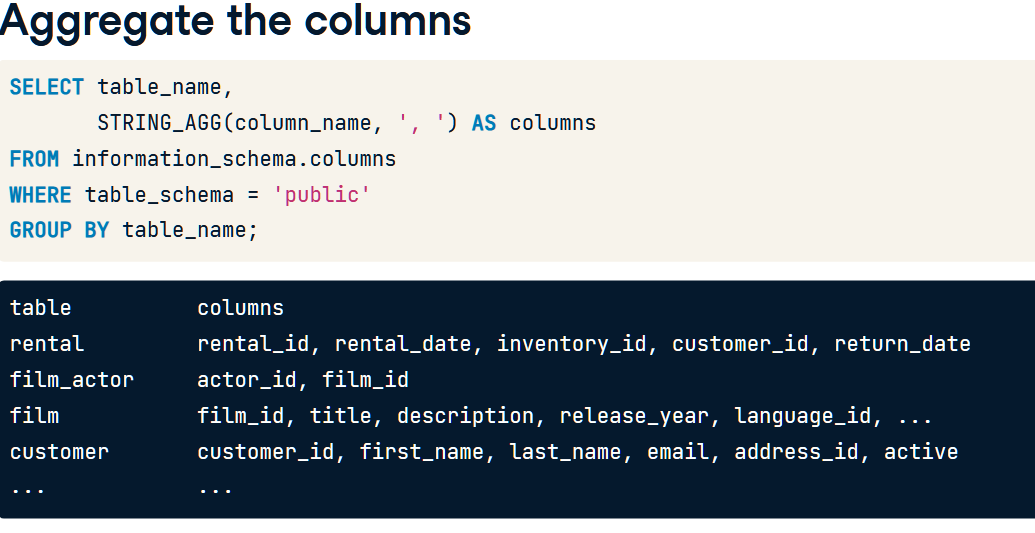 Aggregate the columns
SELECT table_name,
STRING_AGG(column_name, ', ') AS columns
FROM information_schema.columns
WHERE table_schema = 'public'
GROUP BY table_name;
table columns
rental rental_id, rental_date, inventory_id, customer_id, return_date
film_actor actor_id, film_id
film film_id, title, description, release_year, language_id, ...
customer customer_id, first_name, last_name, email, address_id, active
... ...